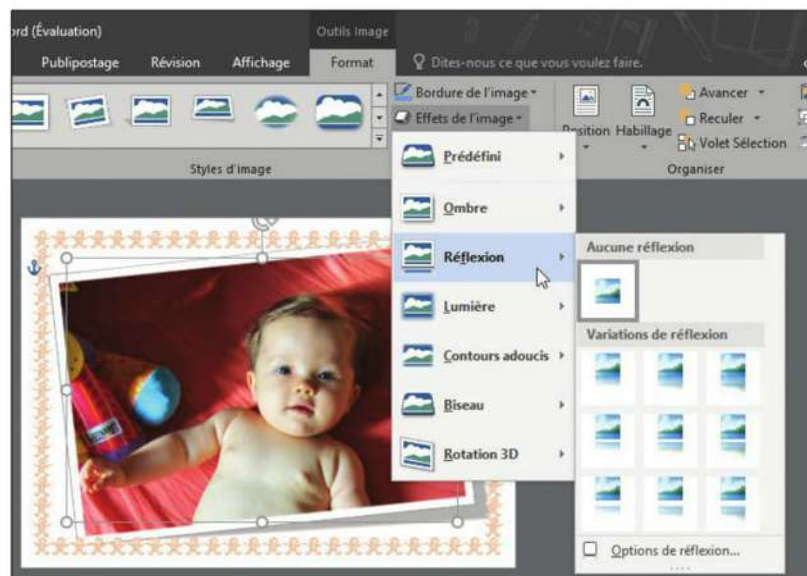 ord (Évaluation)
Outils Image
Publipostage Révision Affichage Format Dites-nous ce que vous voulez faire.
Bordure de l'image
Effets de l'image
Position Habillage
Avancer
Reculer
Volet Sélection
Styles d'image
Organiser
Prédéfini
Ombre
Réflexion
Lumière
Contours adoucis
Biseau
Rotation 3D
Aucune réflexion
Variations de réflexion
Options de réflexion...